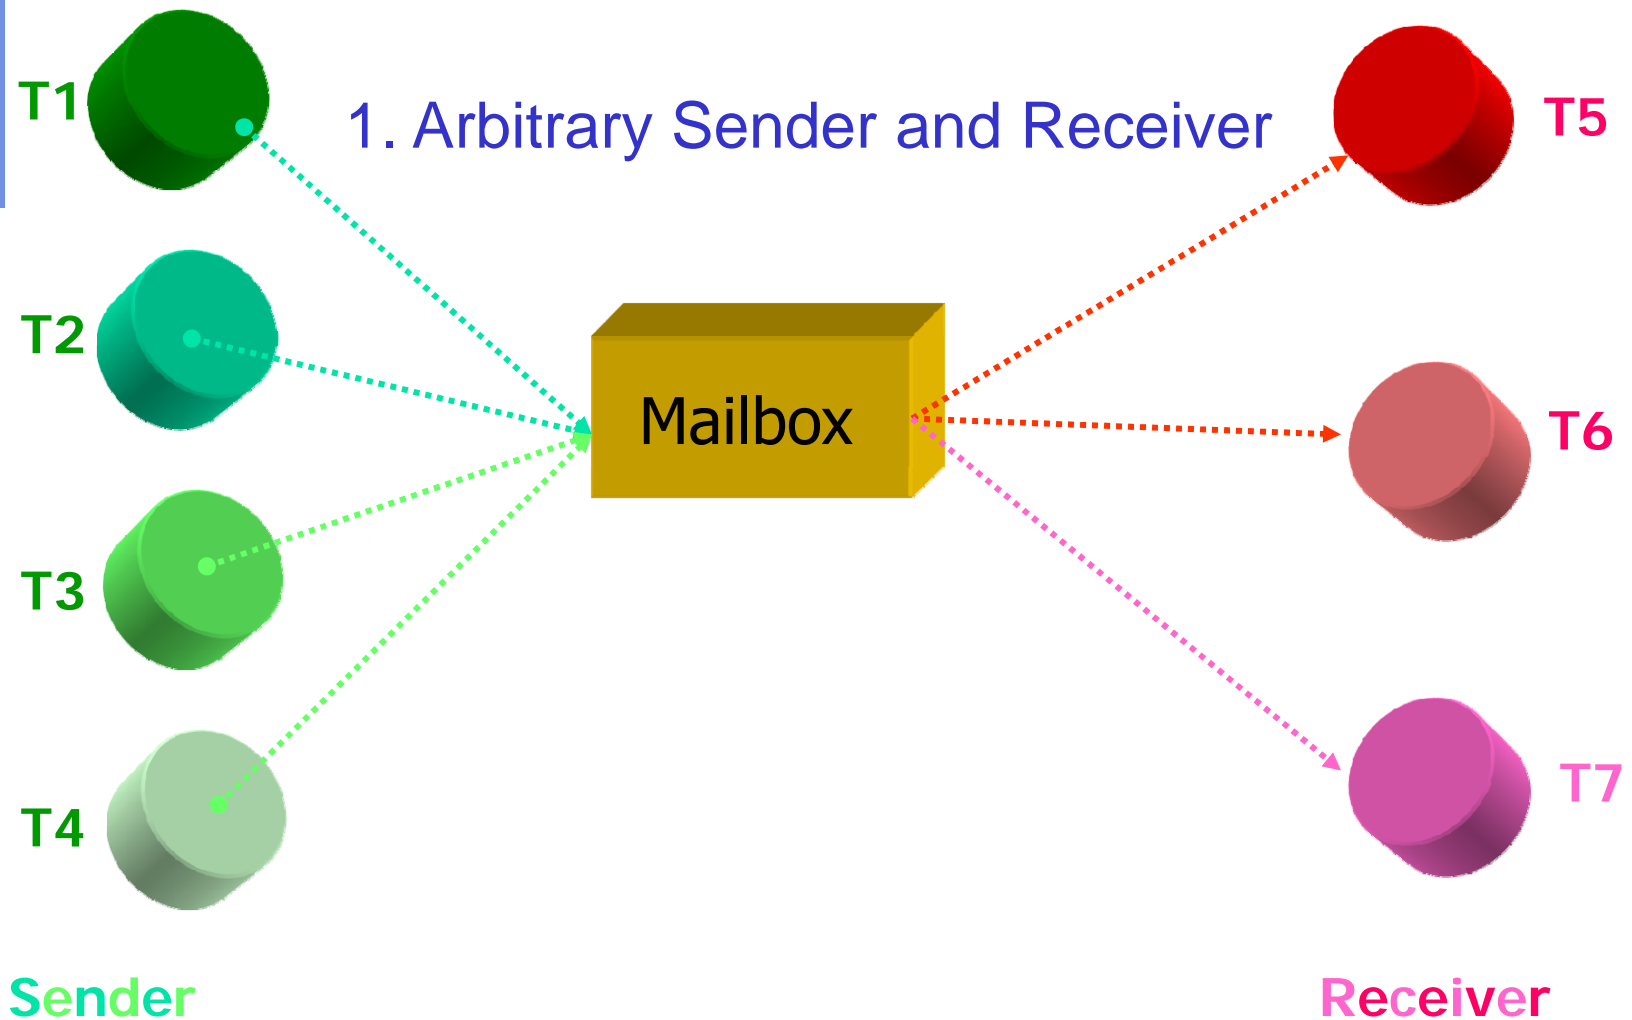 T1
1. Arbitrary Sender and Receiver
T5
T2
Mailbox
T6
T3
T7
T4
Sender
Receiver